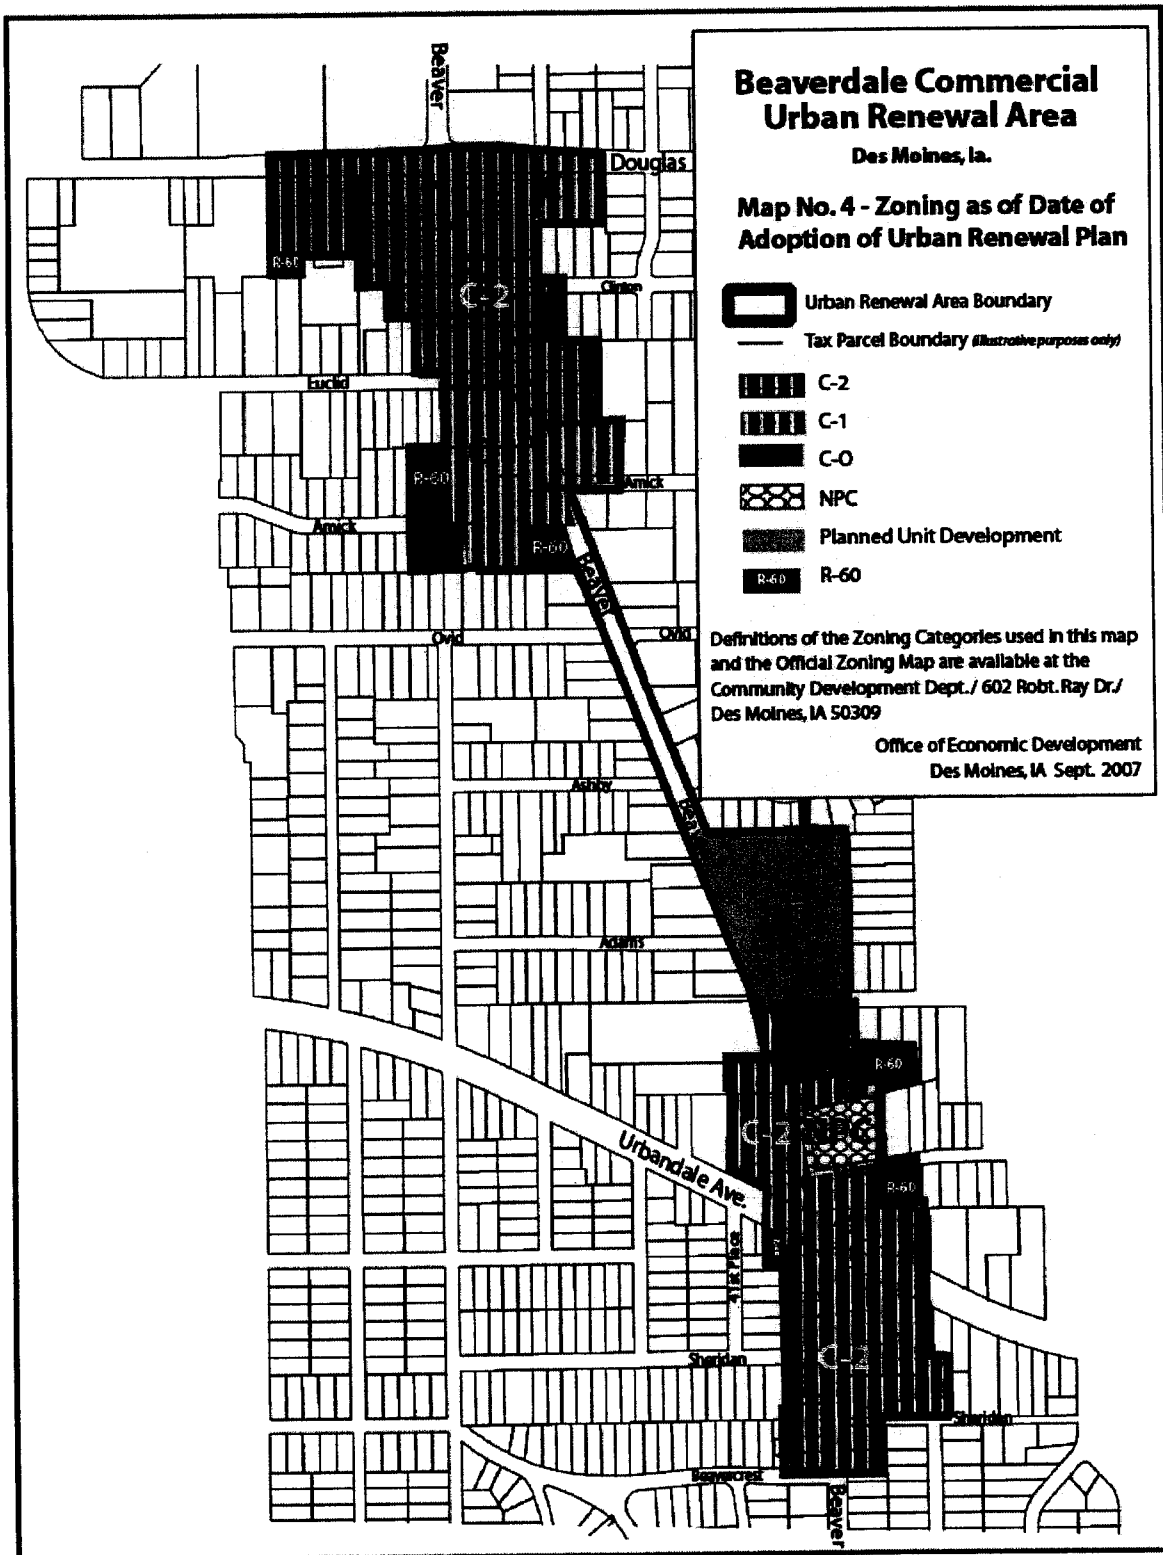 Beaverdale Commercial
Urban Renewal Area
Des Moines, Ia.
Map No. 4 - Zoning as of Date of
Adoption of Urban Renewal Plan
Urban Renewal Area Boundary
Tax Parcel Boundary (illustrative purposes only)
C-2
C-1
C-O
NPC
Planned Unit Development
R-60 R-60
Definitions of the Zoning Categories used in this map
and the Official Zoning Map are available at the
Community Development Dept./ 602 Robt. Ray Dr./
Des Moines, IA 50309
Office of Economic Development
Des Moines, IA Sept. 2007
Beaver
Douglas
R-60
C-2
Clinton
Euclid
R-60
Amick
Amick
R-60
Beaver
Ovid
Ovid
Ashby
Beav
Adams
R-60
C-2
Urbandale Ave.
R-60
41st Place
C-2
Sheridan
Sheridan
Beavercrest
Beaver